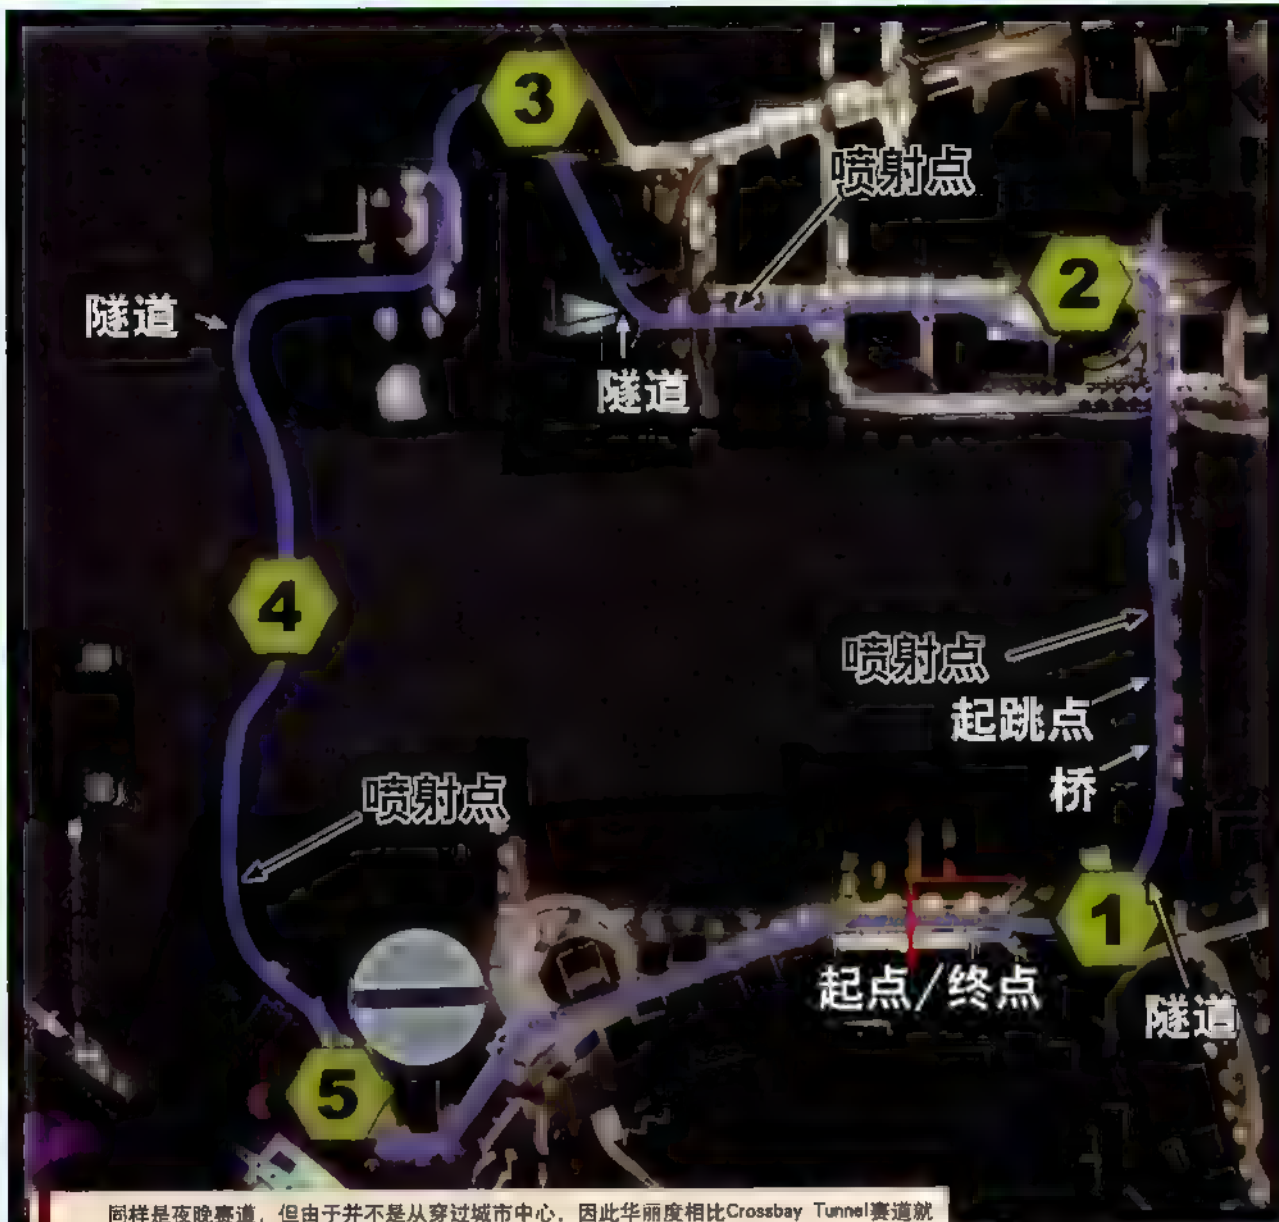 3
喷射点
2
隧道
隧道
4
喷射点
起跳点
桥
喷射点
1
起点/终点
隧道
5
同样是夜晚赛道，但由于并不是从穿过城市中心，因此华丽度相比Crossbay Tunnel赛道就